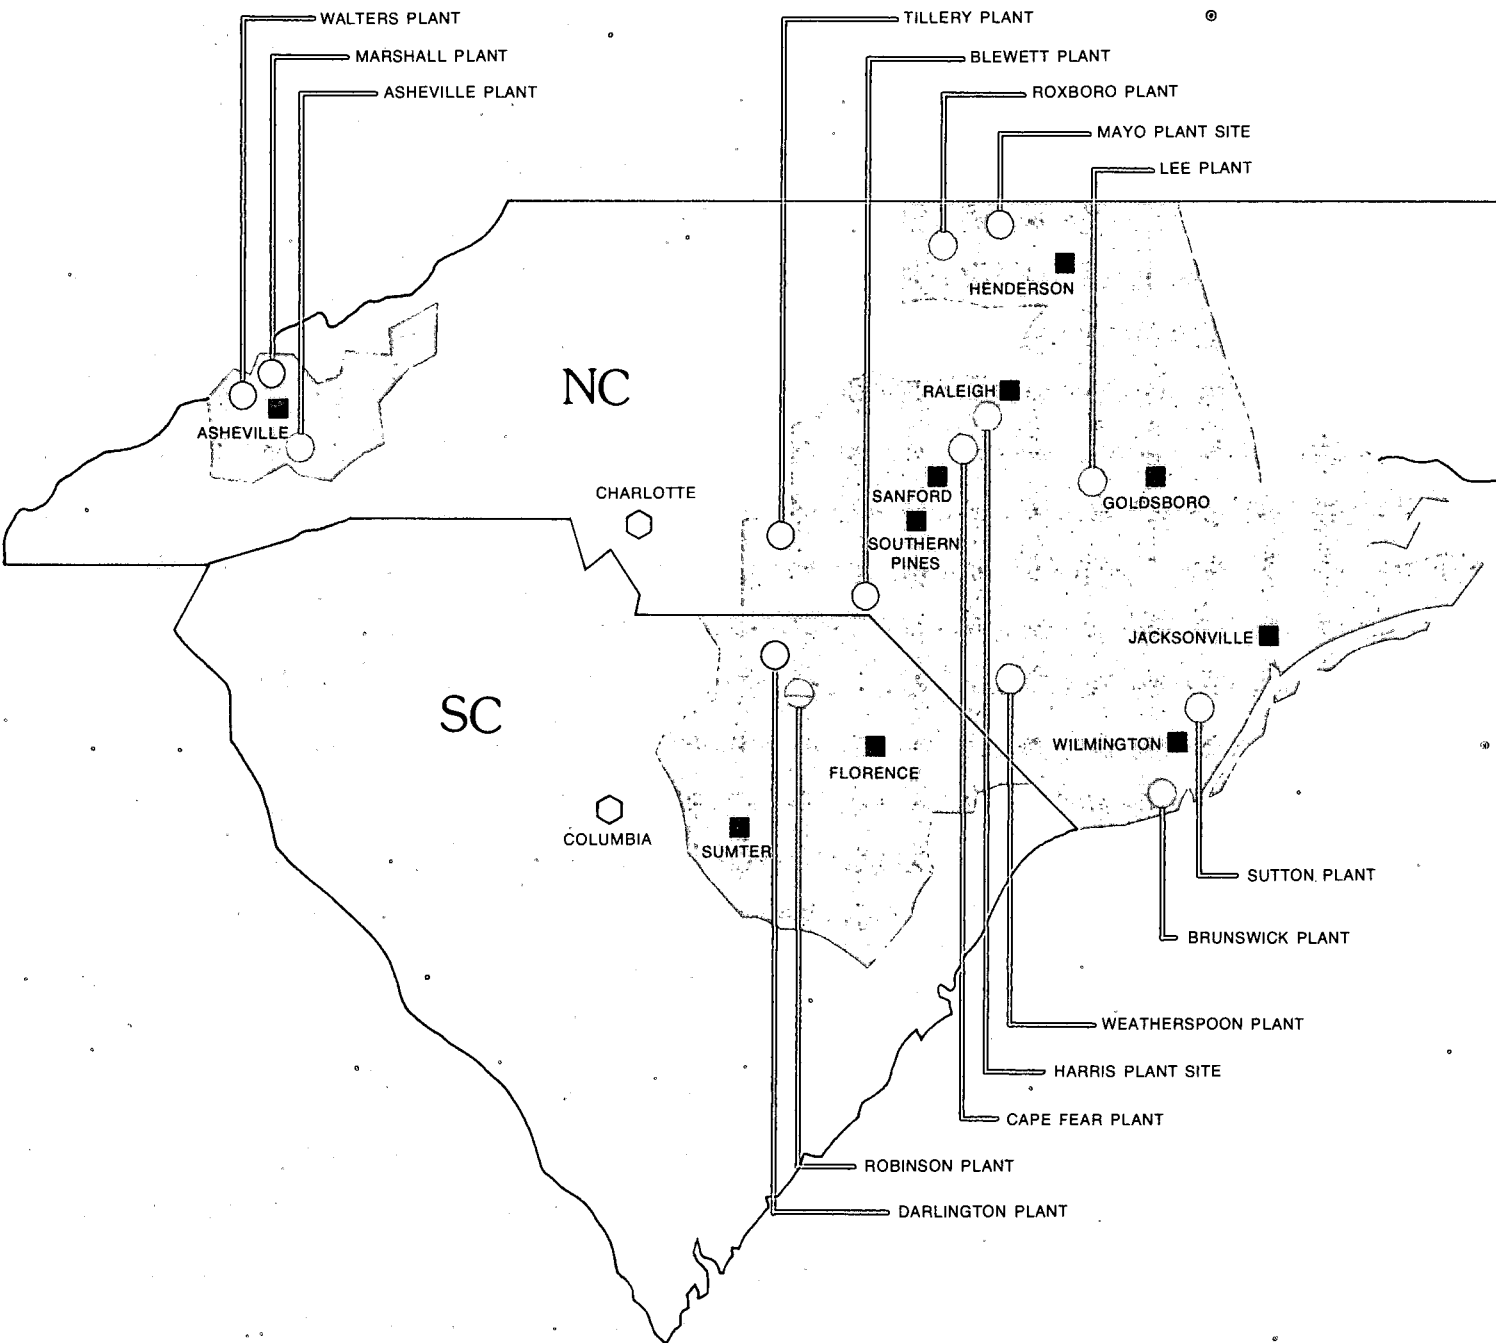 WALTERS PLANT
TILLERY PLANT
MARSHALL PLANT
BLEWETT PLANT
ASHEVILLE PLANT
ROXBORO PLANT
MAYO PLANT SITE
LEE PLANT
HENDERSON
NC
RALEIGH
ASHEVILLE
CHARLOTTE
SANFORD
GOLDSBORO
SOUTHERN
PINES
JACKSONVILLE
SC
WILMINGTON
FLORENCE
COLUMBIA
SUMTER
SUTTON PLANT
BRUNSWICK PLANT
WEATHERSPOON PLANT
HARRIS PLANT SITE
CAPE FEAR PLANT
ROBINSON PLANT
DARLINGTON PLANT